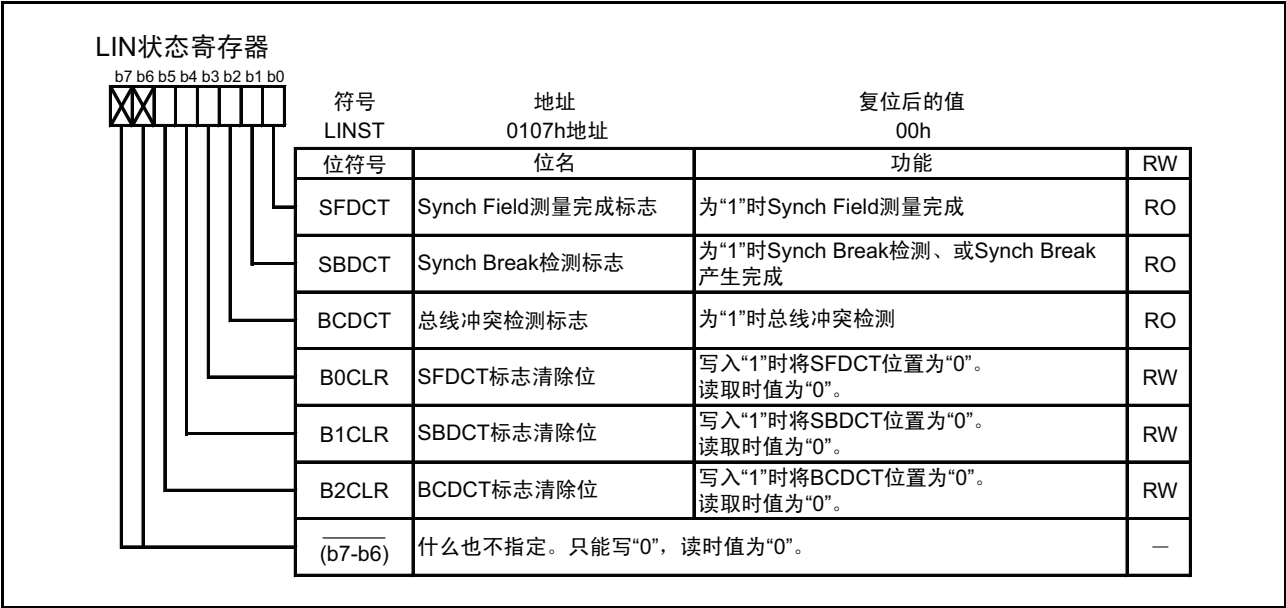 LIN状态寄存器
b7 b6 b5 b4 b3 b2 b1 b0
符号 地址 复位后的值
LINST 0107h地址 00h
位符号 位名 功能 RW
SFDCT Synch Field测量完成标志 为“1”时Synch Field测量完成 RO
SBDCT Synch Break检测标志 为“1”时Synch Break检测、或Synch Break
产生完成 RO
BCDCT 总线冲突检测标志 为“1”时总线冲突检测 RO
B0CLR SFDCT标志清除位 写入“1”时将SFDCT位置为“0”。
读取时值为“0”。 RW
B1CLR SBDCT标志清除位 写入“1”时将SBDCT位置为“0”。
读取时值为“0”。 RW
B2CLR BCDCT标志清除位 写入“1”时将BCDCT位置为“0”。
读取时值为“0”。 RW
(b7-b6) 什么也不指定。只能写“0”，读时值为“0”。 —